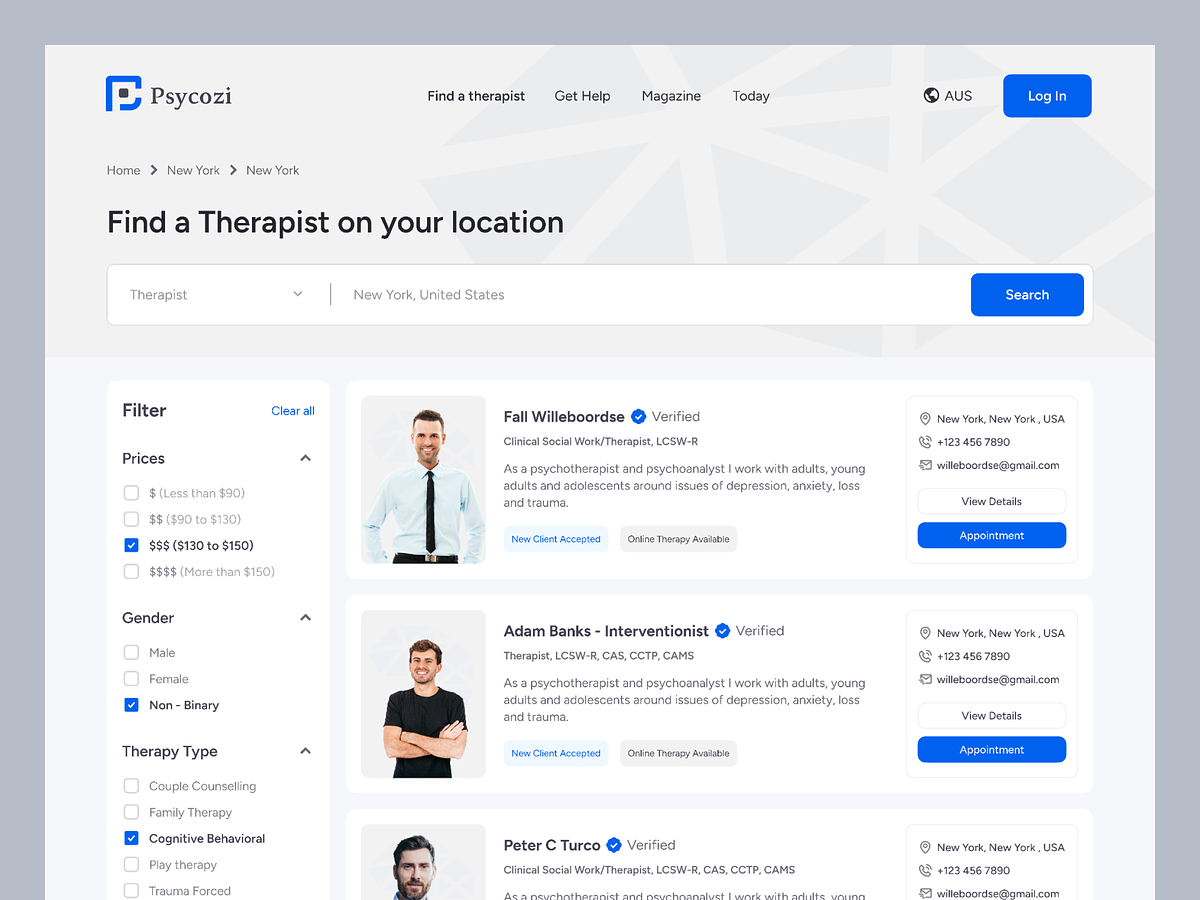 Psycozi
Find a therapist
Get Help
Magazine
Today
AUS
Log In
Home
New York
New York
Find a Therapist on your location
Therapist
New York, United States
Search
Filter
Clear all
Prices
$ (Less than $90)
$$ ($90 to $130)
$$$ ($130 to $150)
$$$$ (More than $150)
Gender
Male
Female
Non - Binary
Therapy Type
Couple Counselling
Family Therapy
Cognitive Behavioral
Play therapy
Trauma Forced
Fall Willeboordse
Verified
Clinical Social Work/Therapist, LCSW-R
As a psychotherapist and psychoanalyst I work with adults, young
adults and adolescents around issues of depression, anxiety, loss
and trauma.
New Client Accepted
Online Therapy Available
New York, New York , USA
+123 456 7890
willeboordse@gmail.com
View Details
Appointment
Adam Banks - Interventionist
Verified
Therapist, LCSW-R, CAS, CCTP, CAMS
As a psychotherapist and psychoanalyst I work with adults, young
adults and adolescents around issues of depression, anxiety, loss
and trauma.
New Client Accepted
Online Therapy Available
New York, New York , USA
+123 456 7890
willeboordse@gmail.com
View Details
Appointment
Peter C Turco
Verified
Clinical Social Work/Therapist, LCSW-R, CAS, CCTP, CAMS
As a psychotherapist and psychoanalyst I work with adults, young
New York, New York , USA
+123 456 7890
willeboordse@gmail.com